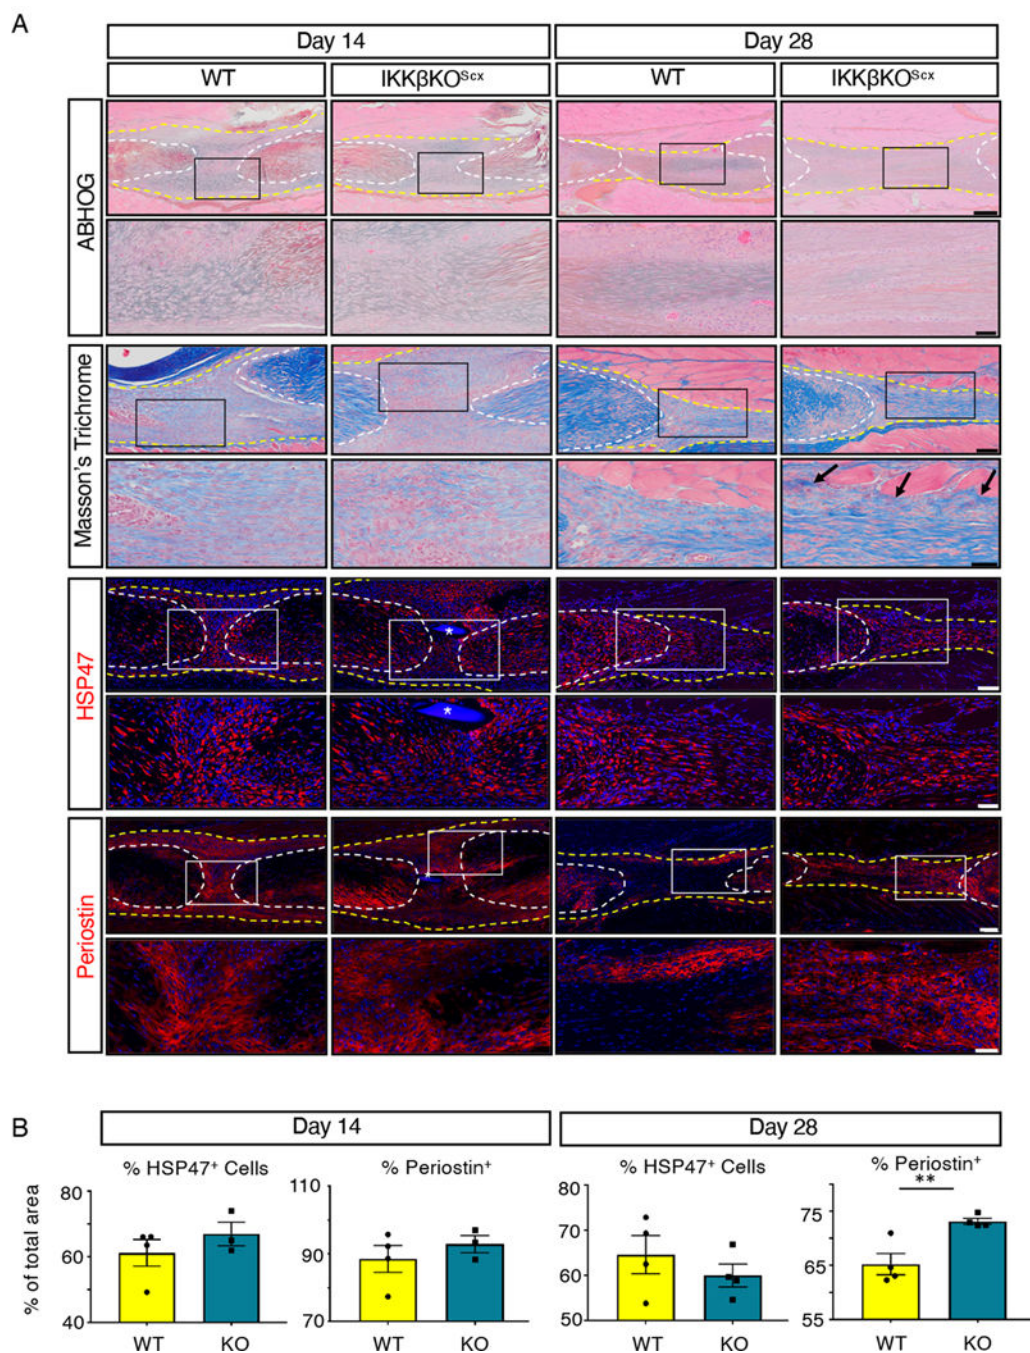 A
Day 14
Day 28
WT
IKKβKOScx
WT
IKKβKOScx
ABHOG
Masson's Trichrome
HSP47
*
*
Periostin
*
B
Day 14
Day 28
% HSP47+ Cells
% Periostin+
% HSP47+ Cells
% Periostin+
**
% of total area
80
60
40
WT
KO
110
90
70
WT
KO
80
70
60
50
WT
KO
75
65
55
WT
KO